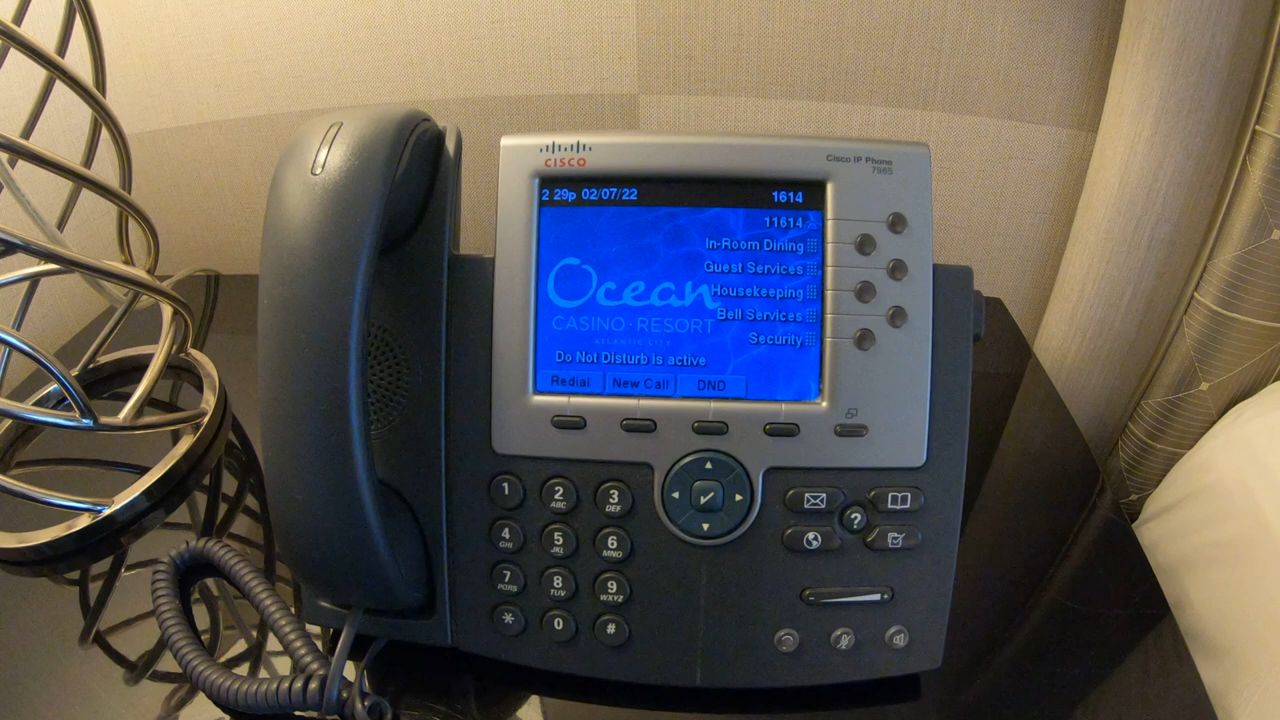 CISCO
Cisco IP Phone
7965
2 29p 02/07/22 1614
11614
In-Room Dining
Guest Services
Housekeeping
Bell Services
Security
Ocean
CASINO · RESORT
ATLANTIC CITY
Do Not Disturb is active
Redial New Call DND
1 2 ABC 3 DEF
4 GHI 5 JKL 6 MNO
7 PQRS 8 TUV 9 WXYZ
* 0 #
?